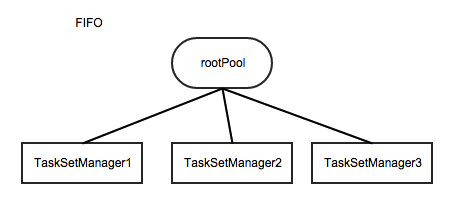 FIFO
rootPool
TaskSetManager1
TaskSetManager2
TaskSetManager3